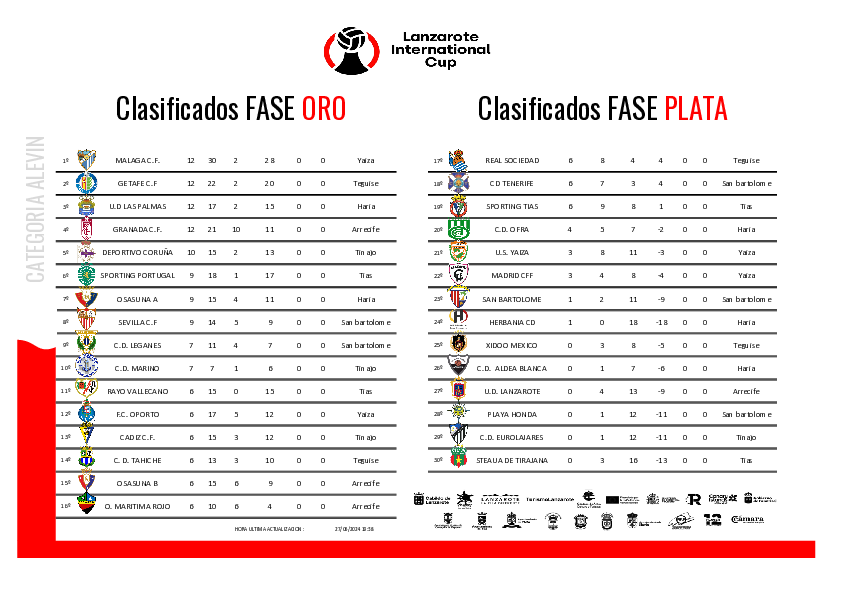 Lanzarote
International
Cup
Clasificados FASE ORO
CATEGORIA ALEVIN
1º MALAGA C.F. 12 30 2 28 0 0 Yaiza
2º GETAFE C.F 12 22 2 20 0 0 Teguise
3º U.D LAS PALMAS 12 17 2 15 0 0 Haria
4º GRANADA C.F. 12 21 10 11 0 0 Arrecife
5º DEPORTIVO CORUÑA 10 15 2 13 0 0 Tinajo
6º SPORTING PORTUGAL 9 18 1 17 0 0 Tias
7º OSASUNA A 9 15 4 11 0 0 Haria
8º SEVILLA C.F 9 14 5 9 0 0 San bartolome
9º C.D. LEGANES 7 11 4 7 0 0 San bartolome
10º C.D. MARINO 7 7 1 6 0 0 Tinajo
11º RAYO VALLECANO 6 15 0 15 0 0 Tias
12º F.C. OPORTO 6 17 5 12 0 0 Yaiza
13º CADIZ C.F. 6 15 3 12 0 0 Tinajo
14º C. D. TAHICHE 6 13 3 10 0 0 Teguise
15º OSASUNA B 6 15 6 9 0 0 Arrecife
16º O. MARITIMA ROJO 6 10 6 4 0 0 Arrecife
HORA ULTIMA ACTUALIZACION:
Clasificados FASE PLATA
17º REAL SOCIEDAD 6 8 4 4 0 0 Teguise
18º CD TENERIFE 6 7 3 4 0 0 San bartolome
19º SPORTING TIAS 6 9 8 1 0 0 Tias
20º C.D. OFRA 4 5 7 -2 0 0 Haria
21º U.S. YAIZA 3 8 11 -3 0 0 Yaiza
22º MADRID CFF 3 4 8 -4 0 0 Yaiza
23º SAN BARTOLOME 1 2 11 -9 0 0 San bartolome
24º HERBANIA CD 1 0 18 -18 0 0 Haria
25º XIDOO MEXICO 0 3 8 -5 0 0 Teguise
26º C.D. ALDEA BLANCA 0 1 7 -6 0 0 Haria
27º U.D. LANZAROTE 0 4 13 -9 0 0 Arrecife
28º PLAYA HONDA 0 1 12 -11 0 0 San bartolome
29º C.D. EUROLAIARES 0 1 12 -11 0 0 Tinajo
30º STEAUA DE TIRAJANA 0 3 16 -13 0 0 Tias
Cabildo de
LANZAROTE
TurismoLanzarote
Cámara